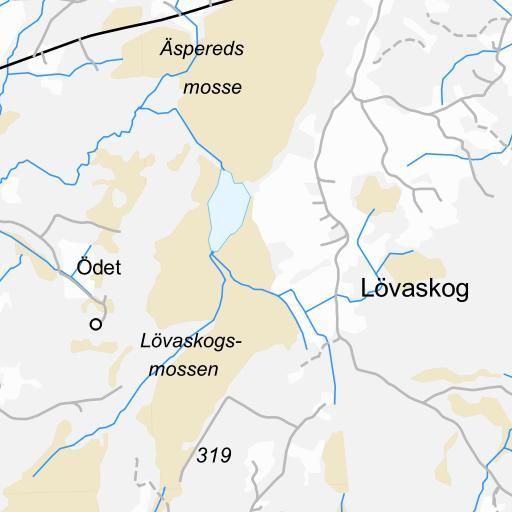 Äspereds
mosse
Ödet
Lövaskog
Lövaskogs-
mossen
319